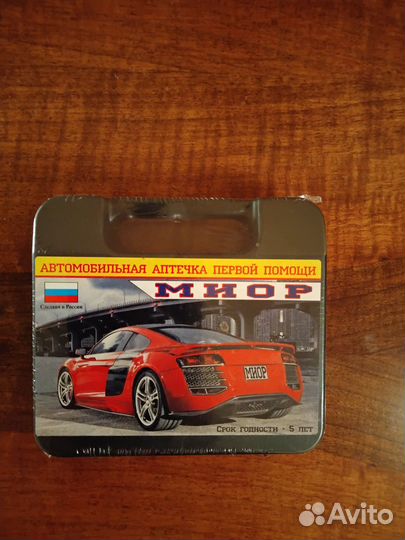 АВТОМОБИЛЬНАЯ АПТЕЧКА ПЕРВОЙ ПОМОЩИ
МИОР
Сделано в России
МИОР
СРОК ГОДНОСТИ - 5 ЛЕТ
Avito